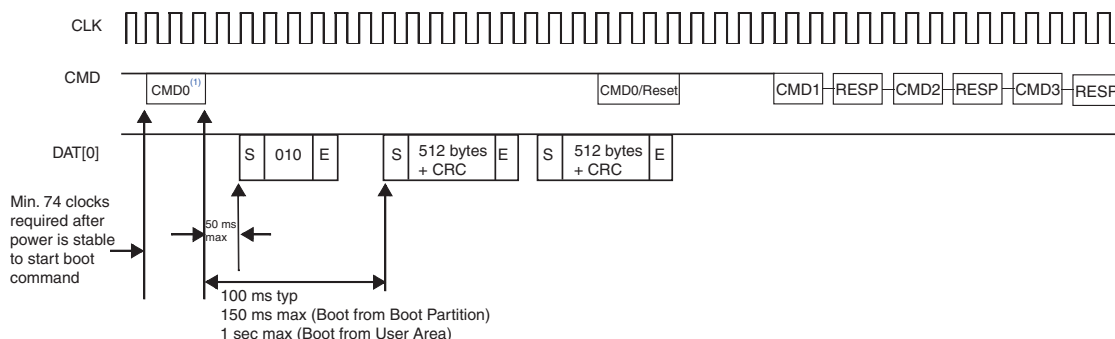 CLK
CMD
CMD0(1)
CMD0/Reset
CMD1
RESP
CMD2
RESP
CMD3
RESP
DAT[0]
S
010
E
S
512 bytes
+ CRC
E
S
512 bytes
+ CRC
E
Min. 74 clocks
required after
power is stable
to start boot
command
50 ms
max
100 ms typ
150 ms max (Boot from Boot Partition)
1 sec max (Boot from User Area)